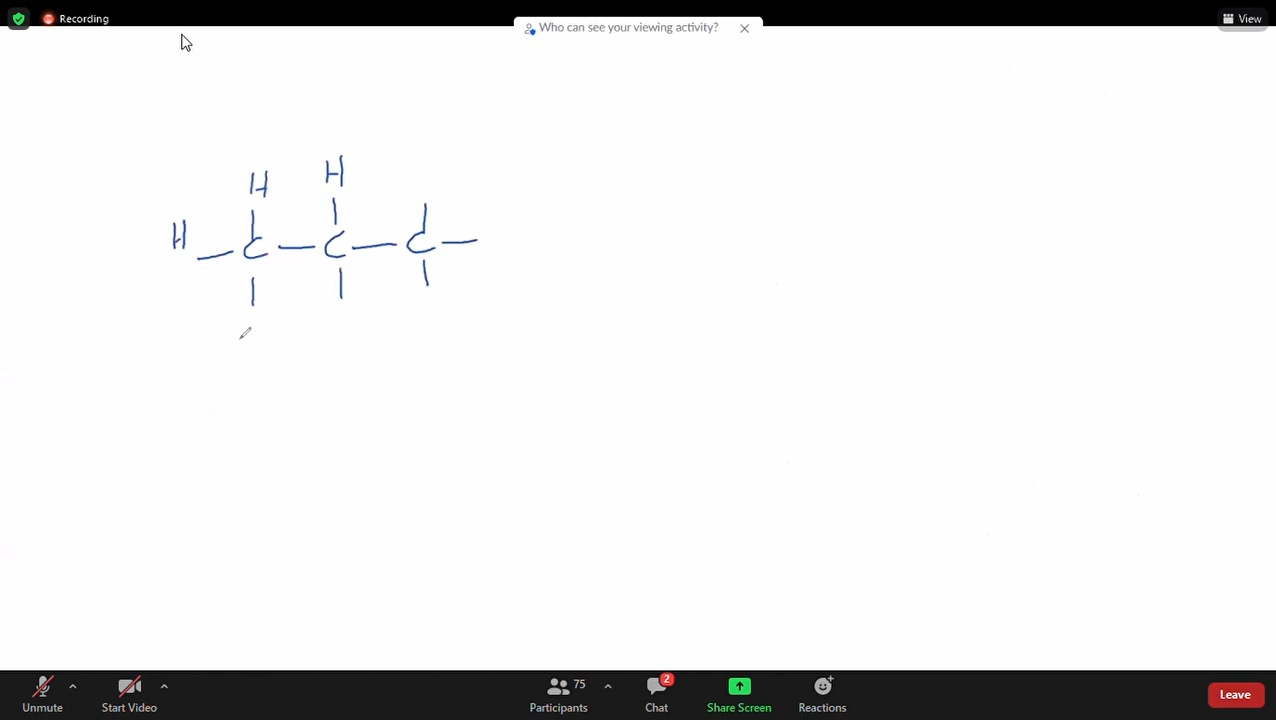 Recording
Who can see your viewing activity?
View
H H
H C C C
75
2
Unmute
Start Video
Participants
Chat
Share Screen
Reactions
Leave